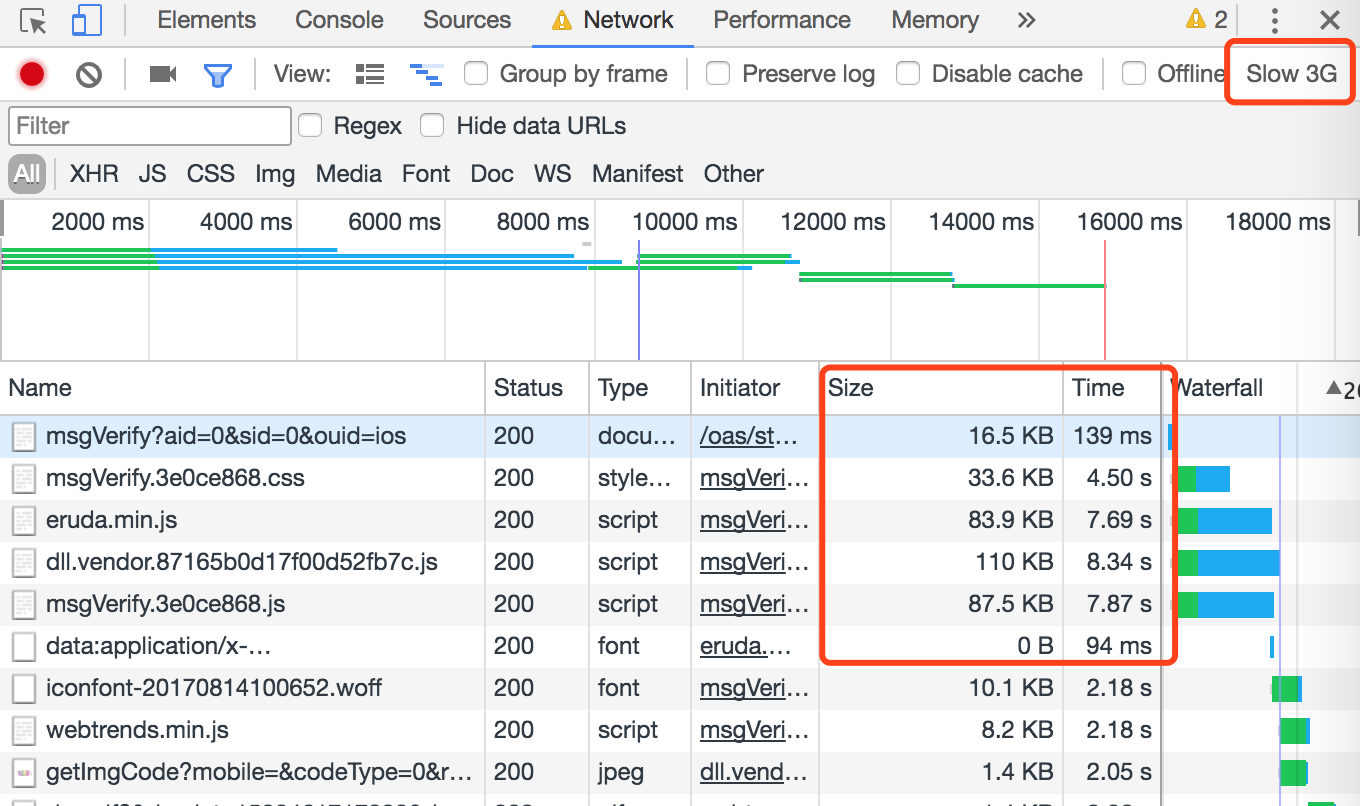 Elements Console Sources Network Performance Memory » 2
View: Group by frame Preserve log Disable cache Offline Slow 3G
Filter Regex Hide data URLs
All XHR JS CSS Img Media Font Doc WS Manifest Other
2000 ms 4000 ms 6000 ms 8000 ms 10000 ms 12000 ms 14000 ms 16000 ms 18000 ms
Name Status Type Initiator Size Time Waterfall
msgVerify?aid=0&sid=0&ouid=ios 200 docu… /oas/st… 16.5 KB 139 ms
msgVerify.3e0ce868.css 200 style… msgVeri… 33.6 KB 4.50 s
eruda.min.js 200 script msgVeri… 83.9 KB 7.69 s
dll.vendor.87165b0d17f00d52fb7c.js 200 script msgVeri… 110 KB 8.34 s
msgVerify.3e0ce868.js 200 script msgVeri… 87.5 KB 7.87 s
data:application/x-… 200 font eruda.… 0 B 94 ms
iconfont-20170814100652.woff 200 font msgVeri… 10.1 KB 2.18 s
webtrends.min.js 200 script msgVeri… 8.2 KB 2.18 s
getImgCode?mobile=&codeType=0&r… 200 jpeg dll.vend… 1.4 KB 2.05 s